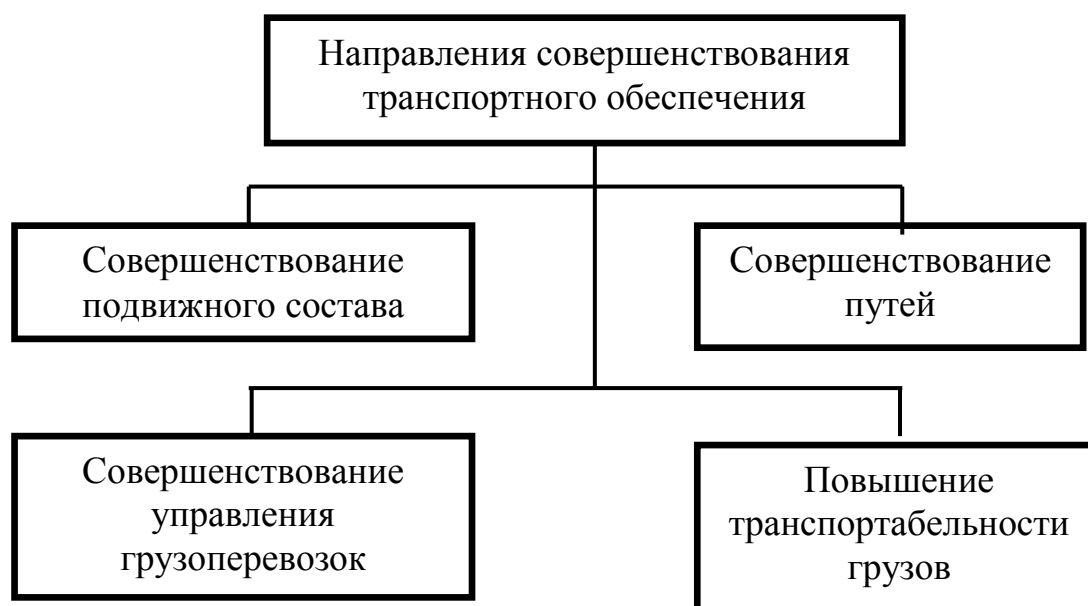 Направления совершенствования
транспортного обеспечения
Совершенствование
подвижного состава
Совершенствование
путей
Совершенствование
управления
грузоперевозок
Повышение
транспортабельности
грузов